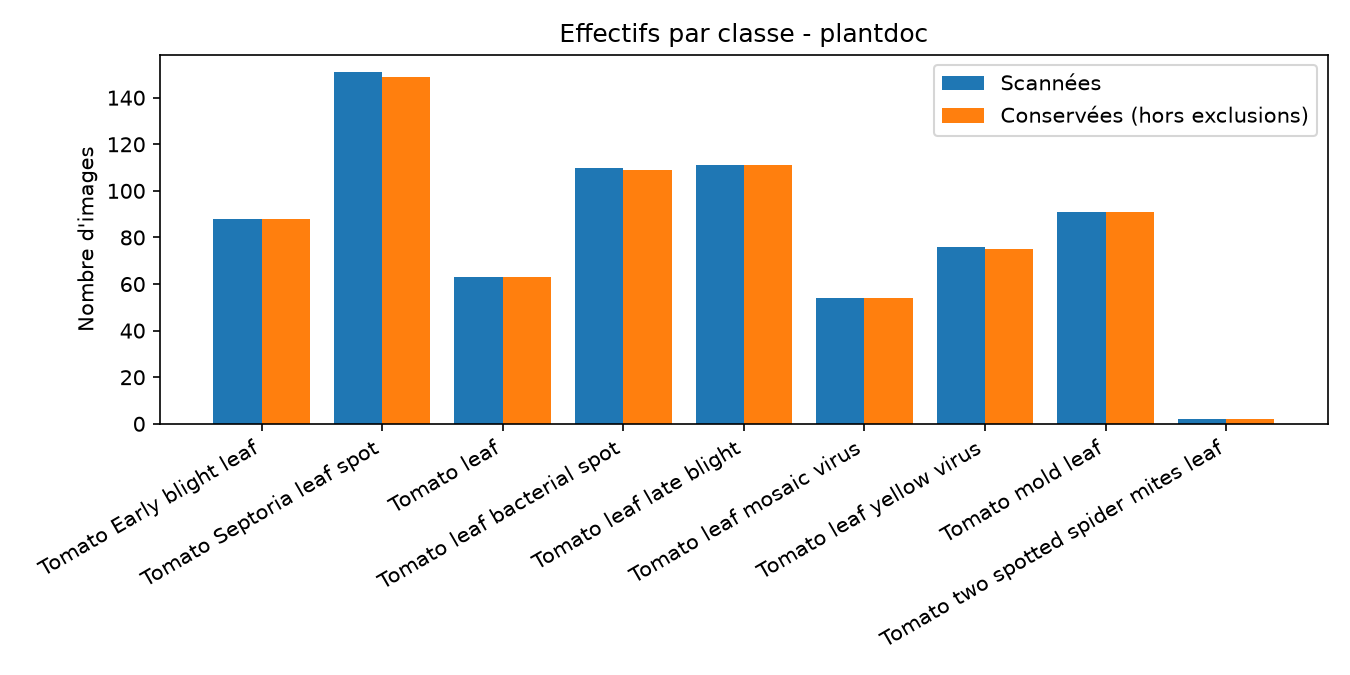 Effectifs par classe - plantdoc
Scannées
Conservées (hors exclusions)
Nombre d'images
140
120
100
80
60
40
20
0
Tomato Early blight leaf
Tomato Septoria leaf spot
Tomato leaf
Tomato leaf bacterial spot
Tomato leaf late blight
Tomato leaf mosaic virus
Tomato leaf yellow virus
Tomato mold leaf
Tomato two spotted spider mites leaf